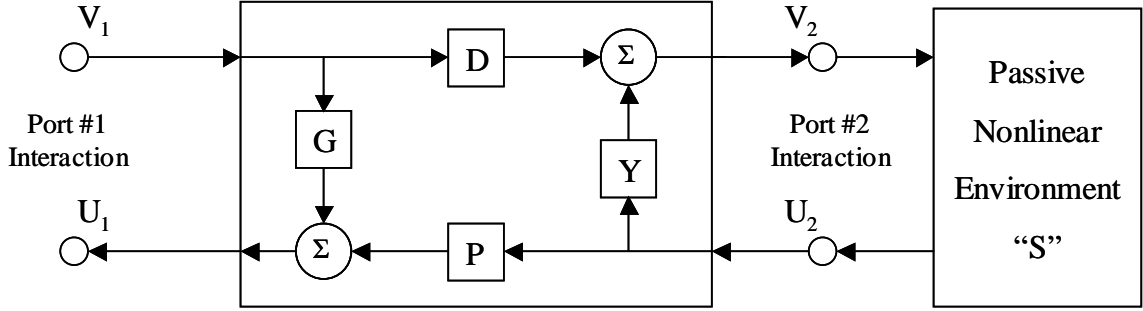 V1
V2
D
Σ
Passive
Nonlinear
Environment
“S”
Port #1
Interaction
G
Port #2
Interaction
Y
U1
U2
Σ
P